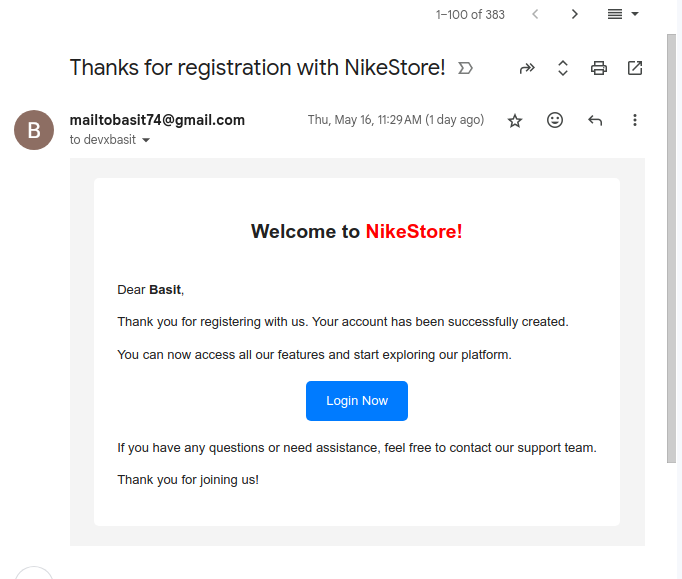 1–100 of 383
Thanks for registration with NikeStore!
B
mailtobasit74@gmail.com
Thu, May 16, 11:29 AM (1 day ago)
to devxbasit
Welcome to NikeStore!
Dear Basit,
Thank you for registering with us. Your account has been successfully created.
You can now access all our features and start exploring our platform.
Login Now
If you have any questions or need assistance, feel free to contact our support team.
Thank you for joining us!